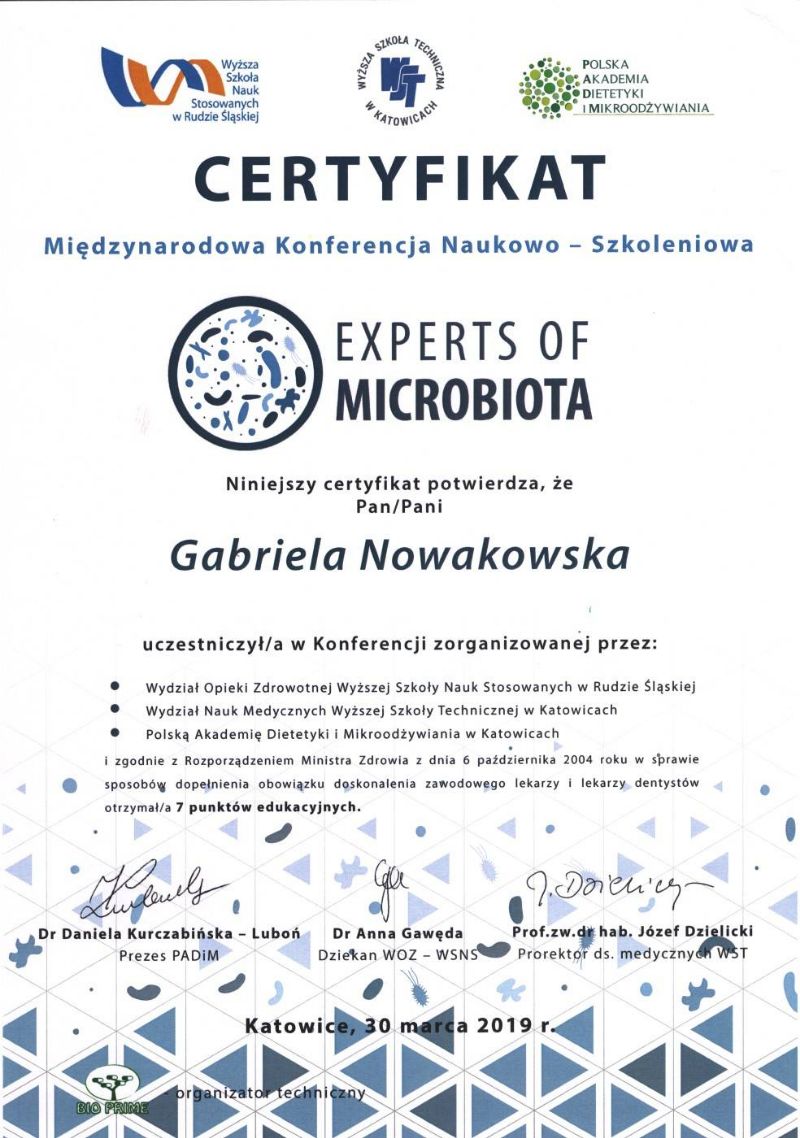 Wyższa
Szkoła
Nauk
Stosowanych
w Rudzie Śląskiej
WYŻSZA SZKOŁA TECHNICZNA
WST
W KATOWICACH
POLSKA
AKADEMIA
DIETETYKI
I MIKROODŻYWIANIA
CERTYFIKAT
Międzynarodowa Konferencja Naukowo – Szkoleniowa
EXPERTS OF
MICROBIOTA
Niniejszy certyfikat potwierdza, że
Pan/Pani
Gabriela Nowakowska
uczestniczył/a w Konferencji zorganizowanej przez:
• Wydział Opieki Zdrowotnej Wyższej Szkoły Nauk Stosowanych w Rudzie Śląskiej
• Wydział Nauk Medycznych Wyższej Szkoły Technicznej w Katowicach
• Polską Akademię Dietetyki i Mikroodżywiania w Katowicach
i zgodnie z Rozporządzeniem Ministra Zdrowia z dnia 6 października 2004 roku w sprawie
sposobów dopełnienia obowiązku doskonalenia zawodowego lekarzy i lekarzy dentystów
otrzymał/a 7 punktów edukacyjnych.
J. Dzielicki
Dr Daniela Kurczabińska – Luboń
Prezes PADiM
Dr Anna Gawęda
Dziekan WOZ – WSNS
Prof.zw.dr hab. Józef Dzielicki
Prorektor ds. medycznych WST
Katowice, 30 marca 2019 r.
BIO PRIME
- organizator techniczny